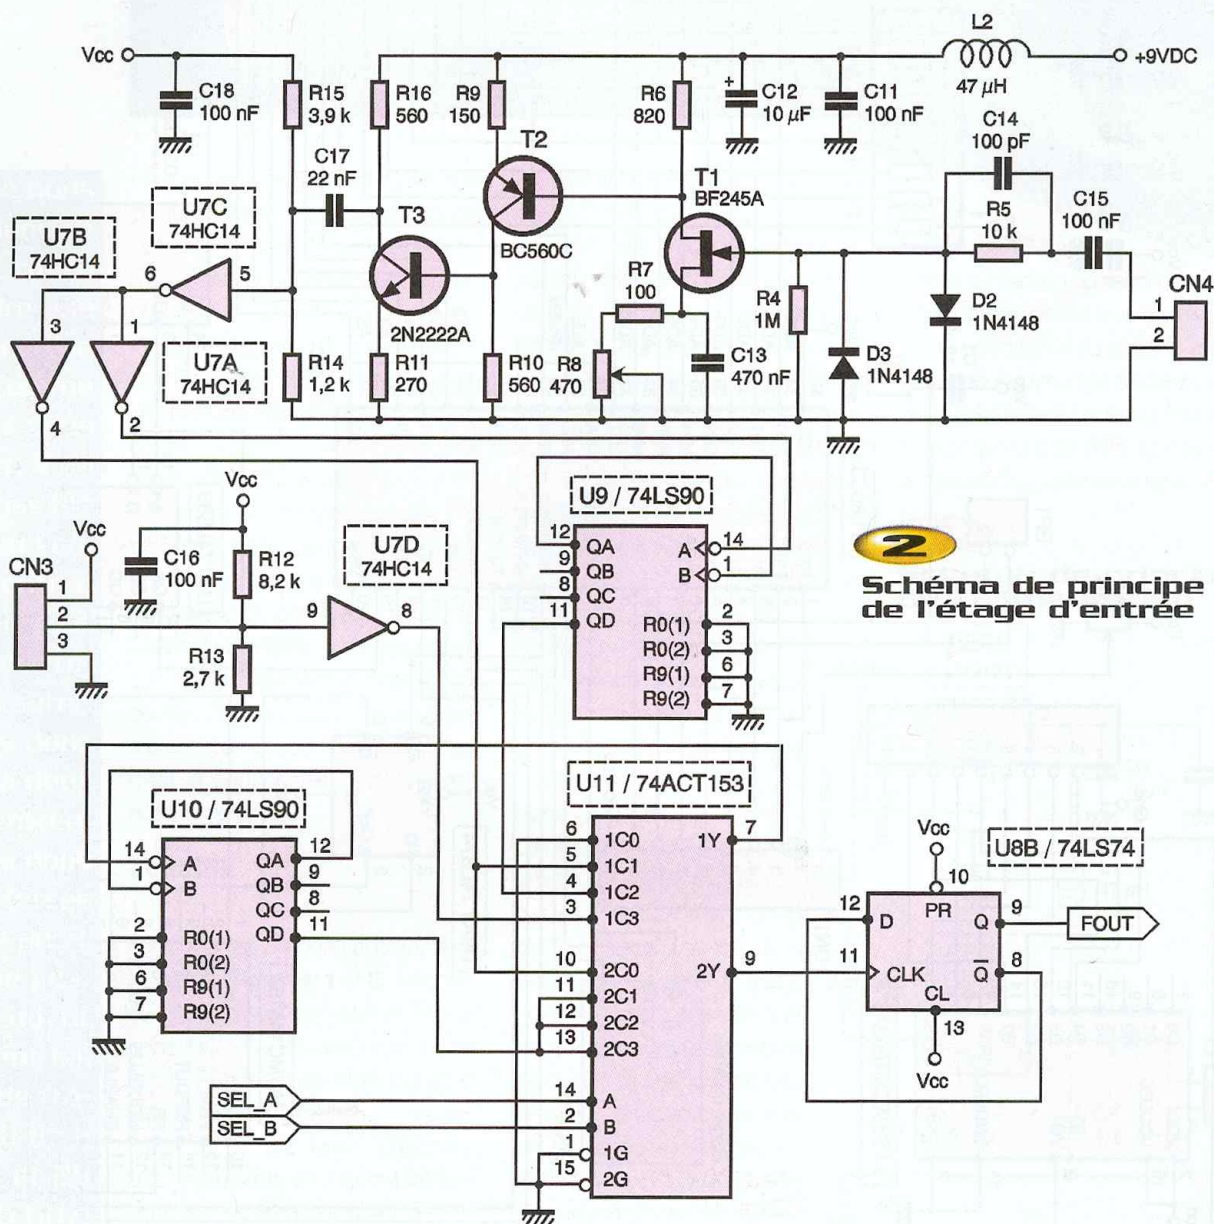 L2
Vcc
+9VDC
47 µH
C18
100 nF
R15
3,9 k
R16
560
R9
150
R6
820
+
C12
10 µF
C11
100 nF
C14
100 pF
T2
C17
22 nF
T1
BF245A
R5
10 k
C15
100 nF
U7C
74HC14
T3
U7B
74HC14
6
5
BC560C
R7
100
R4
1M
D2
1N4148
CN4
1
2
3
1
2N2222A
U7A
74HC14
R14
1,2 k
R11
270
R10
560
R8
470
C13
470 nF
D3
1N4148
4
2
Vcc
Vcc
U9 / 74LS90
U7D
74HC14
C16
100 nF
R12
8,2 k
CN3
1
2
3
9
8
R13
2,7 k
12
QA
9
QB
8
QC
11
QD
A
14
B
1
R0(1)
2
R0(2)
3
R9(1)
6
R9(2)
7
2
Schéma de principe
de l'étage d'entrée
U11 / 74ACT153
U10 / 74LS90
14
A
1
B
2
R0(1)
3
R0(2)
6
R9(1)
7
R9(2)
QA
12
QB
9
QC
8
QD
11
6
1C0
5
1C1
4
1C2
3
1C3
10
2C0
11
2C1
12
2C2
13
2C3
14
A
2
B
1
1G
15
2G
1Y
7
2Y
9
SEL_A
SEL_B
Vcc
U8B / 74LS74
10
12
D
PR
Q
9
FOUT
11
CLK
Q
8
CL
13
Vcc